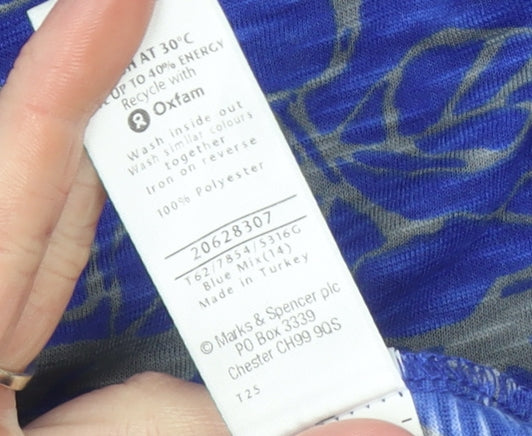 AT 30°C
UP TO 40% ENERGY
Recycle with
Oxfam
Wash inside out
Wash similar colours
together
Iron on reverse
100% Polyester
20628307
T62/7854/5316G
Blue Mix(14)
Made in Turkey
© Marks & Spencer plc
PO Box 3339
Chester CH99 9QS
T25